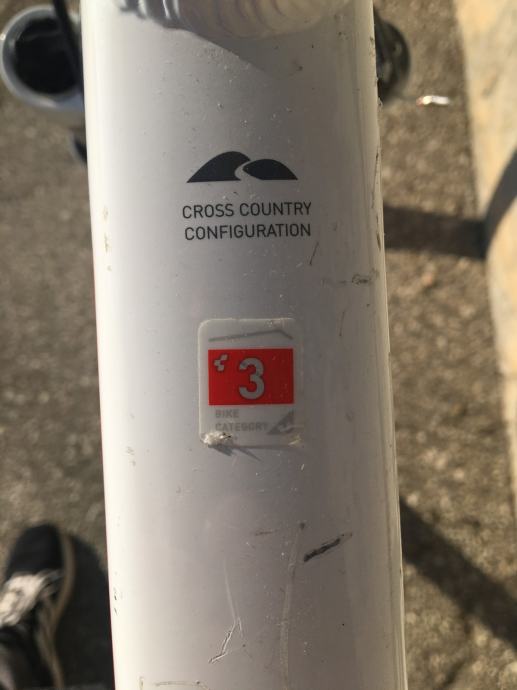 CROSS COUNTRY
CONFIGURATION
3
BIKE
CATEGORY